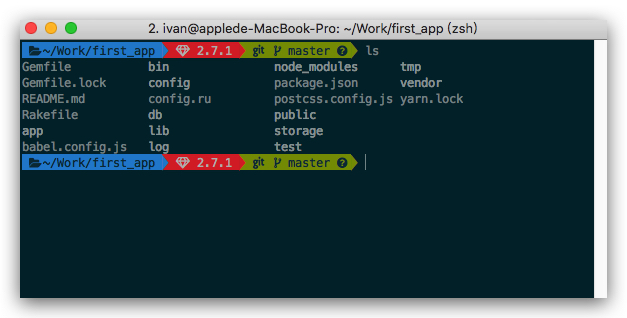 2. ivan@applede-MacBook-Pro: ~/Work/first_app (zsh)
~/Work/first_app 2.7.1 git master ? ls
Gemfile bin node_modules tmp
Gemfile.lock config package.json vendor
README.md config.ru postcss.config.js yarn.lock
Rakefile db public
app lib storage
babel.config.js log test
~/Work/first_app 2.7.1 git master ?